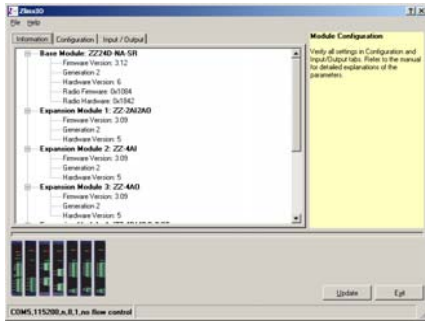 ZlinxIO
File Help
Information Configuration Input / Output
Base Module: ZZ24D-NA-SR
Firmware Version: 3.12
Generation 2
Hardware Version: 6
Radio Firmware: 0x1004
Radio Hardware: 0x1842
Expansion Module 1: ZZ-2AI2AO
Firmware Version: 3.09
Generation 2
Hardware Version: 5
Expansion Module 2: ZZ-4AI
Firmware Version: 3.09
Generation 2
Hardware Version: 5
Expansion Module 3: ZZ-4AO
Firmware Version: 3.09
Generation 2
Hardware Version: 5
Module Configuration
Verify all settings in Configuration and
Input/Output tabs. Refer to the manual
for detailed explanations of the
parameters.
Update Exit
COM5,115200,n,8,1,no flow control